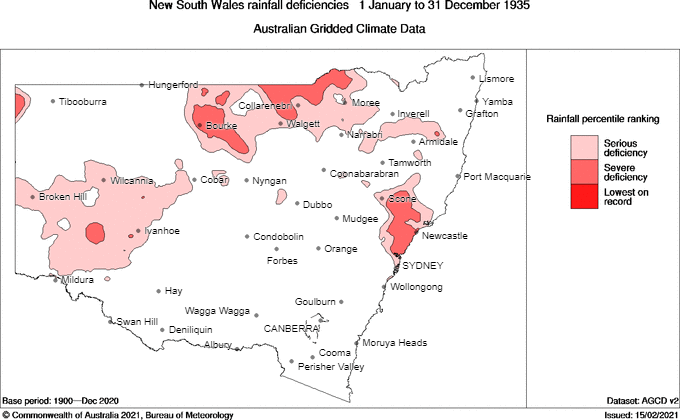 New South Wales rainfall deficiencies 1 January to 31 December 1935
Australian Gridded Climate Data
Lismore
Hungerford
Tibooburra
Collarenebri
Moree
Yamba
Inverell
Grafton
Bourke
Walgett
Narrabri
Armidale
Tamworth
Coonabarabran
Port Macquarie
Wilcannia
Cobar
Nyngan
Broken Hill
Scone
Dubbo
Mudgee
Ivanhoe
Condobolin
Newcastle
Orange
Forbes
SYDNEY
Mildura
Wollongong
Hay
Goulburn
Wagga Wagga
Swan Hill
Deniliquin
CANBERRA
Albury
Moruya Heads
Cooma
Perisher Valley
Rainfall percentile ranking
Serious
deficiency
Severe
deficiency
Lowest on
record
Base period: 1900—Dec 2020
Dataset: AGCD v2
© Commonwealth of Australia 2021, Bureau of Meteorology
Issued: 15/02/2021